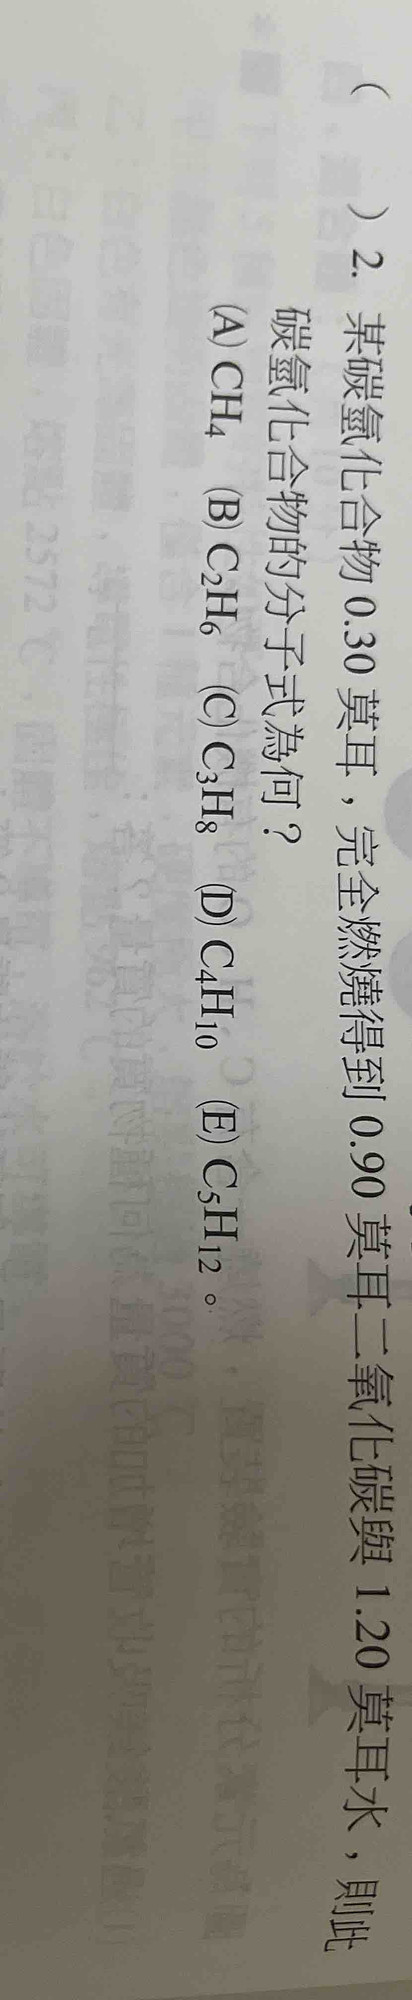 ( ) 2. 某碳氫化合物 0.30 莫耳，完全燃燒得到 0.90 莫耳二氧化碳與 1.20 莫耳水，則此
碳氫化合物的分子式為何？
(A) CH₄ (B) C₂H₆ (C) C₃H₈ (D) C₄H₁₀ (E) C₅H₁₂。